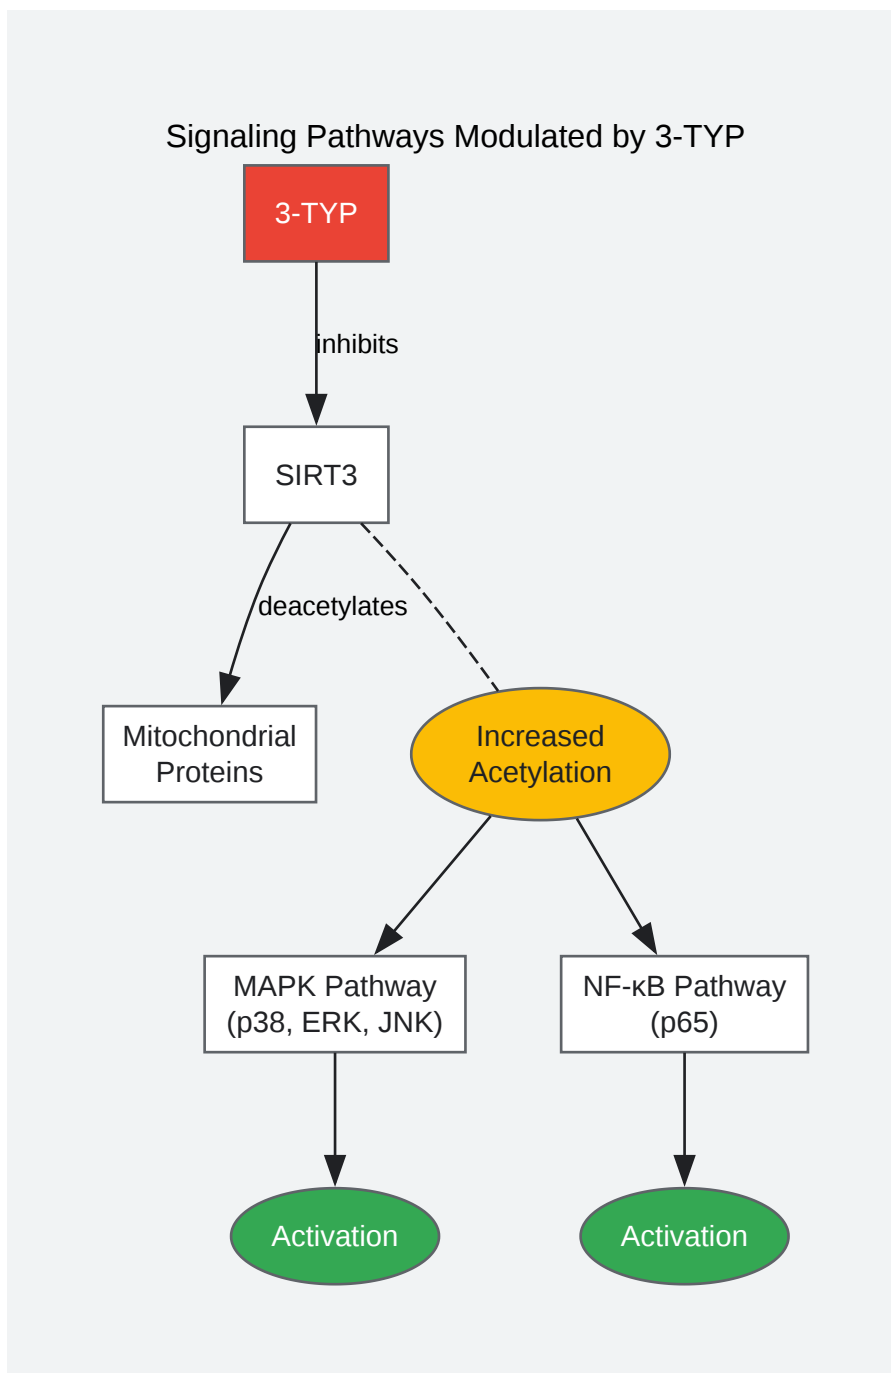 Signaling Pathways Modulated by 3-TYP
3-TYP
inhibits
SIRT3
deacetylates
Mitochondrial
Proteins
Increased
Acetylation
MAPK Pathway
(p38, ERK, JNK)
NF-κB Pathway
(p65)
Activation
Activation